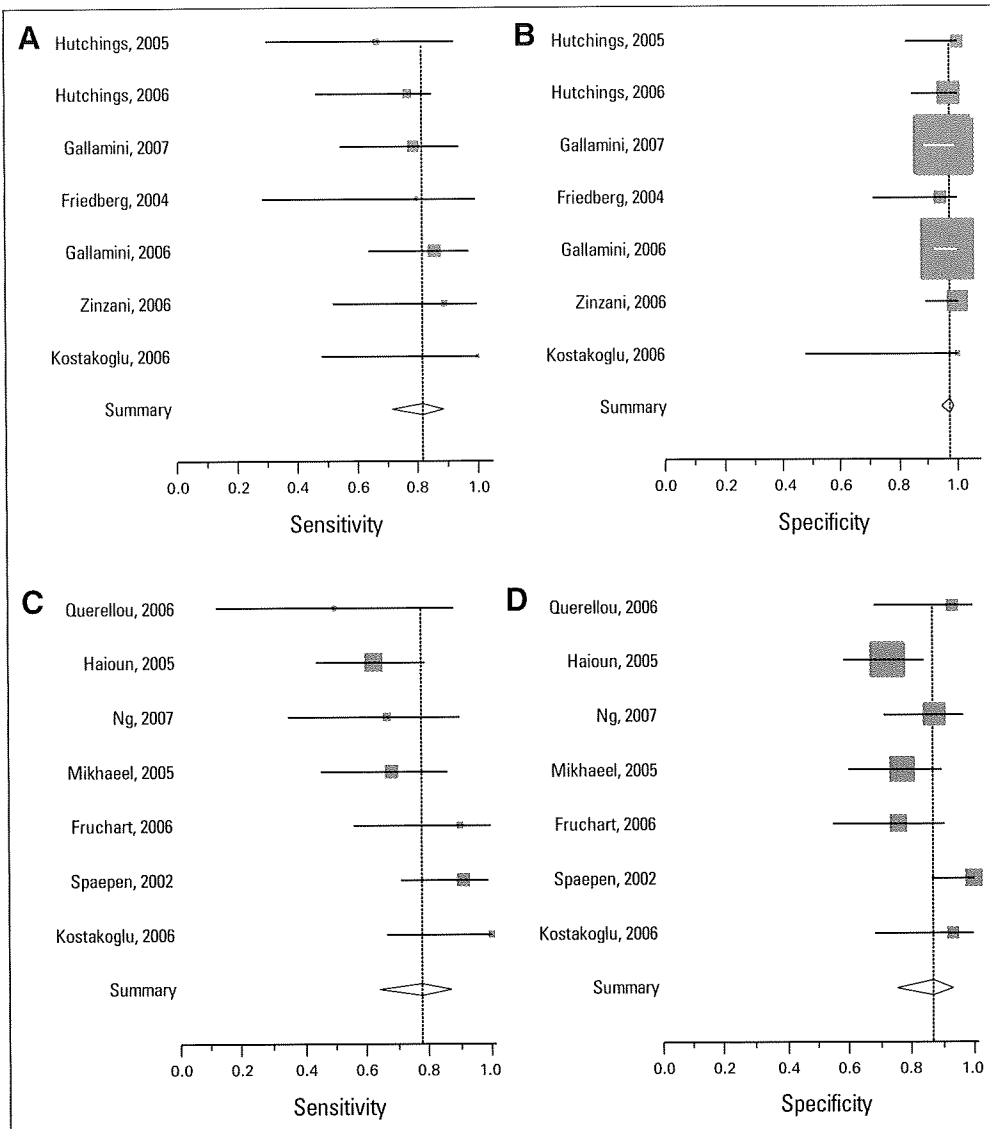 A
Hutchings, 2005
Hutchings, 2006
Gallamini, 2007
Friedberg, 2004
Gallamini, 2006
Zinzani, 2006
Kostakoglu, 2006
Summary
0.0 0.2 0.4 0.6 0.8 1.0
Sensitivity
B
Hutchings, 2005
Hutchings, 2006
Gallamini, 2007
Friedberg, 2004
Gallamini, 2006
Zinzani, 2006
Kostakoglu, 2006
Summary
0.0 0.2 0.4 0.6 0.8 1.0
Specificity
C
Querellou, 2006
Haioun, 2005
Ng, 2007
Mikhaeel, 2005
Fruchart, 2006
Spaepen, 2002
Kostakoglu, 2006
Summary
0.0 0.2 0.4 0.6 0.8 1.0
Sensitivity
D
Querellou, 2006
Haioun, 2005
Ng, 2007
Mikhaeel, 2005
Fruchart, 2006
Spaepen, 2002
Kostakoglu, 2006
Summary
0.0 0.2 0.4 0.6 0.8 1.0
Specificity